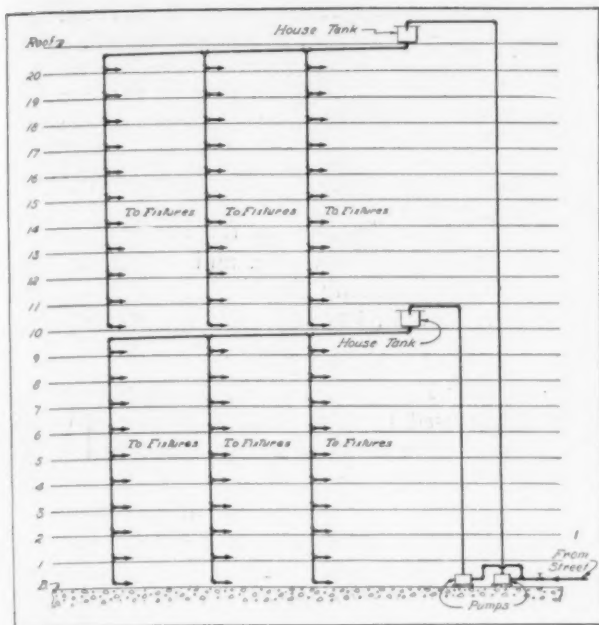 House Tank
Roof
20
19
18
17
16
15
To Fixtures To Fixtures To Fixtures
14
13
12
11
10
House Tank
9
8
7
6
To Fixtures To Fixtures To Fixtures
5
4
3
2
1
From
Street
B
Pumps